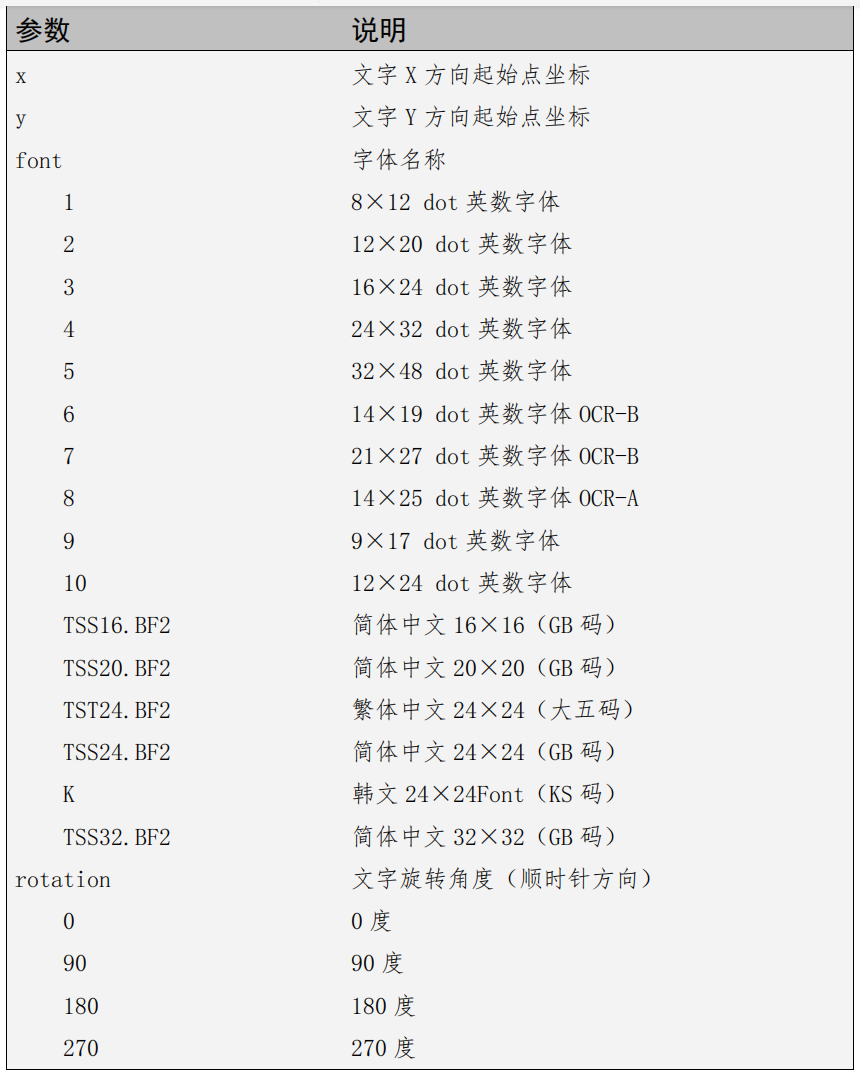 参数 说明
x 文字 X 方向起始点坐标
y 文字 Y 方向起始点坐标
font 字体名称
1 8×12 dot 英数字体
2 12×20 dot 英数字体
3 16×24 dot 英数字体
4 24×32 dot 英数字体
5 32×48 dot 英数字体
6 14×19 dot 英数字体 OCR-B
7 21×27 dot 英数字体 OCR-B
8 14×25 dot 英数字体 OCR-A
9 9×17 dot 英数字体
10 12×24 dot 英数字体
TSS16.BF2 简体中文 16×16（GB 码）
TSS20.BF2 简体中文 20×20（GB 码）
TST24.BF2 繁体中文 24×24（大五码）
TSS24.BF2 简体中文 24×24（GB 码）
K 韩文 24×24Font（KS 码）
TSS32.BF2 简体中文 32×32（GB 码）
rotation 文字旋转角度（顺时针方向）
0 0 度
90 90 度
180 180 度
270 270 度